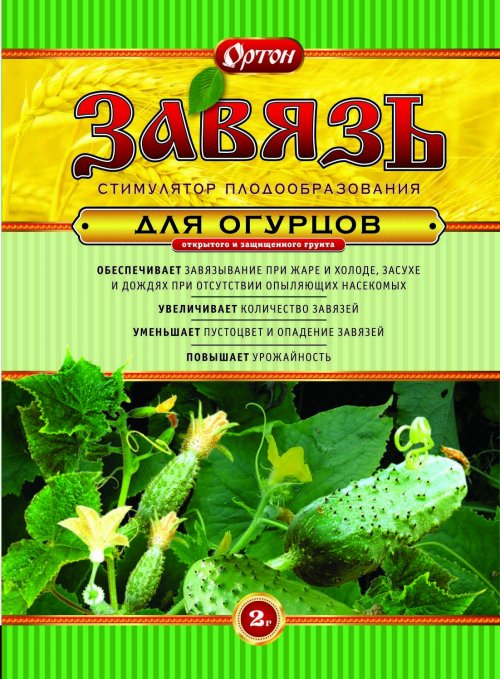 Ортон
ЗАВЯЗЬ
СТИМУЛЯТОР ПЛОДООБРАЗОВАНИЯ
ДЛЯ ОГУРЦОВ
открытого и защищенного грунта
ОБЕСПЕЧИВАЕТ ЗАВЯЗЫВАНИЕ ПРИ ЖАРЕ И ХОЛОДЕ, ЗАСУХЕ
И ДОЖДЯХ ПРИ ОТСУТСТВИИ ОПЫЛЯЮЩИХ НАСЕКОМЫХ
УВЕЛИЧИВАЕТ КОЛИЧЕСТВО ЗАВЯЗЕЙ
УМЕНЬШАЕТ ПУСТОЦВЕТ И ОПАДЕНИЕ ЗАВЯЗЕЙ
ПОВЫШАЕТ УРОЖАЙНОСТЬ
2г